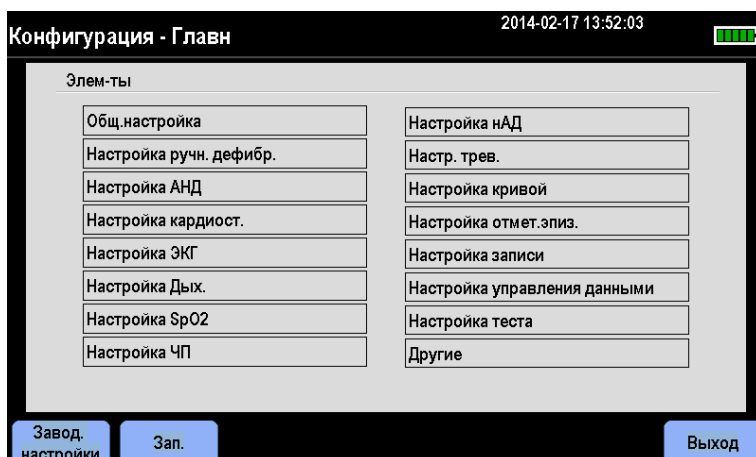 Конфигурация - Главн
2014-02-17 13:52:03
Элем-ты
Общ.настройка
Настройка ручн. дефибр.
Настройка АНД
Настройка кардиост.
Настройка ЭКГ
Настройка Дых.
Настройка SpO2
Настройка ЧП
Настройка нАД
Настр. трев.
Настройка кривой
Настройка отмет.эпиз.
Настройка записи
Настройка управления данными
Настройка теста
Другие
Завод.
настройки
Зап.
Выход